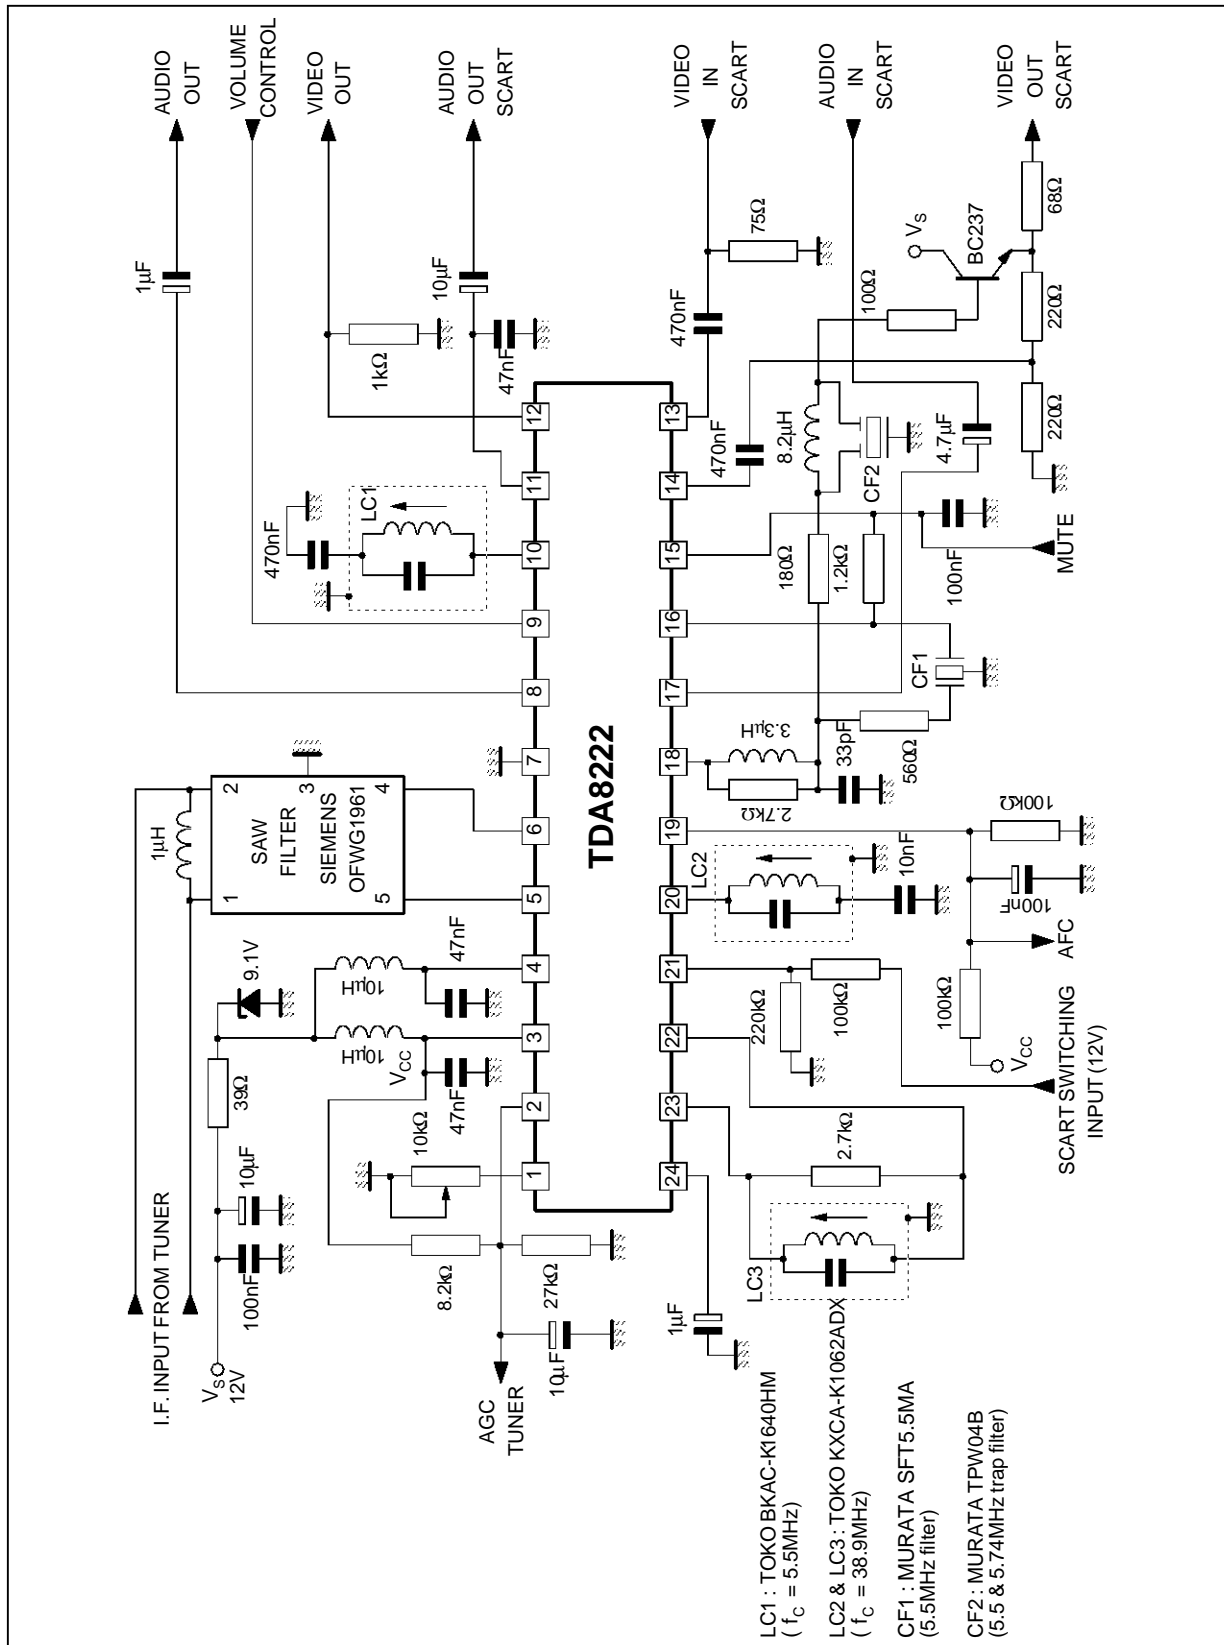 I.F. INPUT FROM TUNER
VS
12V
100nF
10µF
39Ω
9.1V
10µH
10µH
VCC
47nF
47nF
1µH
1
2
SAW
FILTER
SIEMENS
OFWG1961
3
5
4
470nF
LC1
1µF
AUDIO
OUT
VOLUME
CONTROL
VIDEO
OUT
1kΩ
10µF
AUDIO
OUT
SCART
47nF
AGC
TUNER
10µF
8.2kΩ
27kΩ
10kΩ
1
2
3
4
5
6
7
8
9
10
11
12
TDA8222
24
23
22
21
20
19
18
17
16
15
14
13
1µF
LC3
2.7kΩ
220kΩ
100kΩ
SCART SWITCHING
INPUT (12V)
VCC
100kΩ
AFC
100nF
100kΩ
LC2
10nF
2.7kΩ
3.3µH
33pF
560Ω
CF1
180Ω
1.2kΩ
100nF
MUTE
8.2µH
CF2
4.7µF
470nF
470nF
75Ω
VIDEO
IN
SCART
AUDIO
IN
SCART
VIDEO
OUT
SCART
100Ω
VS
BC237
68Ω
220Ω
220Ω
LC1 : TOKO BKAC-K1640HM
( fC = 5.5MHz)
LC2 & LC3 : TOKO KXCA-K1062ADX
( fC = 38.9MHz)
CF1 : MURATA SFT5.5MA
(5.5MHz filter)
CF2 : MURATA TPW04B
(5.5 & 5.74MHz trap filter)